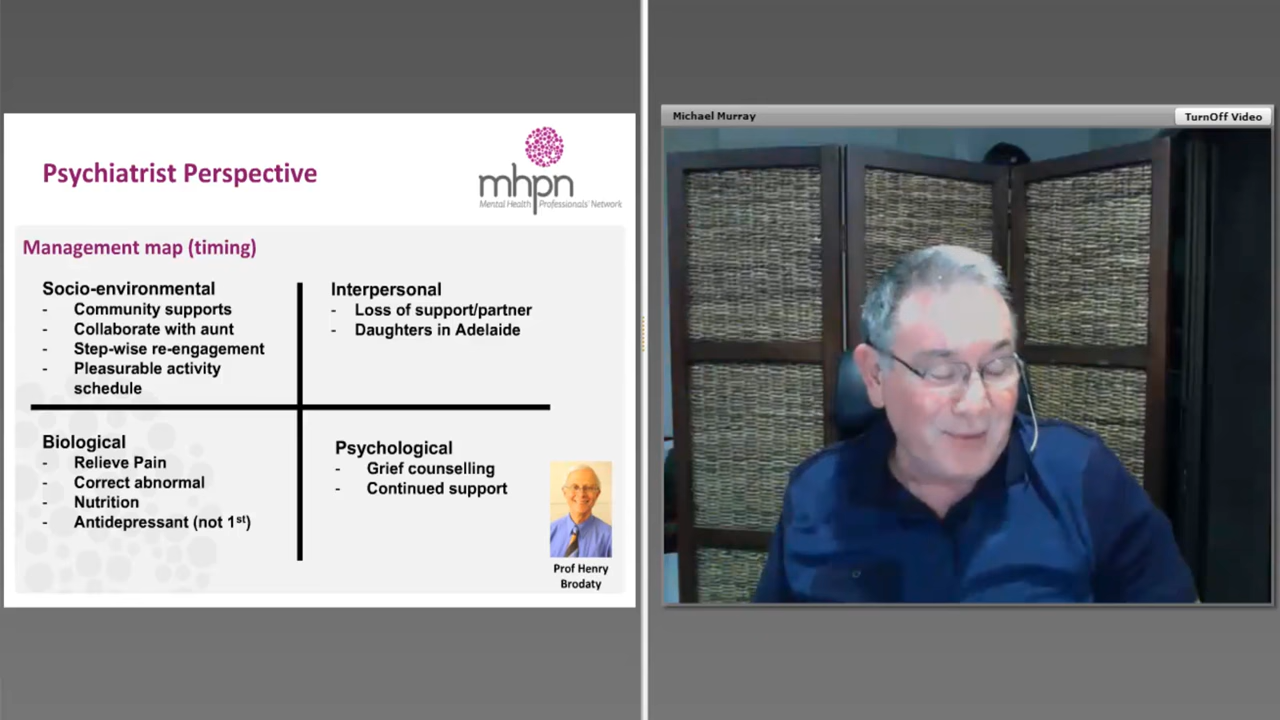 Psychiatrist Perspective
mhpn
Mental Health Professionals' Network
Management map (timing)
Socio-environmental
- Community supports
- Collaborate with aunt
- Step-wise re-engagement
- Pleasurable activity
schedule
Interpersonal
- Loss of support/partner
- Daughters in Adelaide
Biological
- Relieve Pain
- Correct abnormal
- Nutrition
- Antidepressant (not 1st)
Psychological
- Grief counselling
- Continued support
Prof Henry
Brodaty
Michael Murray
TurnOff Video